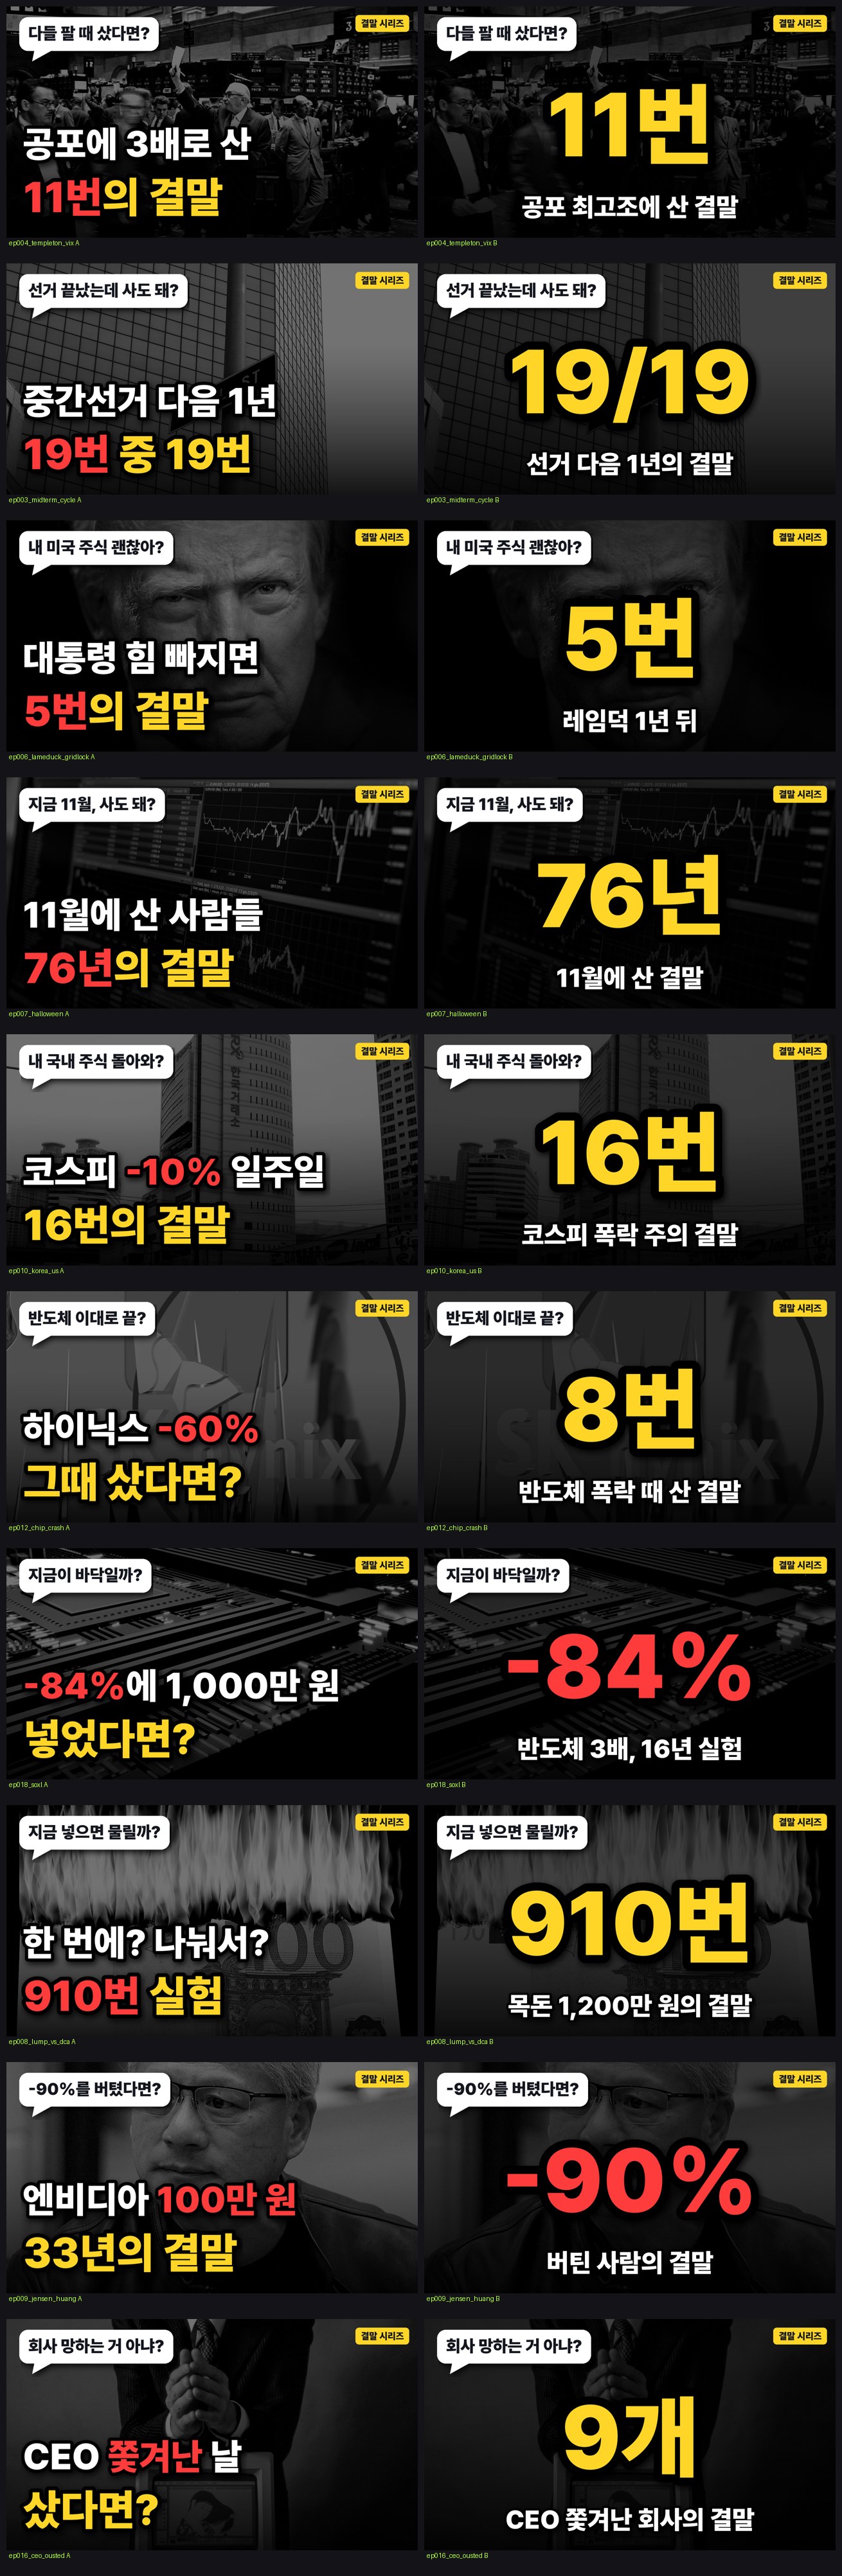 다들 팔 때 샀다면?
결말 시리즈
공포에 3배로 산
11번의 결말
ep004_templeton_vix A
다들 팔 때 샀다면?
결말 시리즈
11번
공포 최고조에 산 결말
ep004_templeton_vix B
선거 끝났는데 사도 돼?
결말 시리즈
중간선거 다음 1년
19번 중 19번
ep003_midterm_cycle A
선거 끝났는데 사도 돼?
결말 시리즈
19/19
선거 다음 1년의 결말
ep003_midterm_cycle B
내 미국 주식 괜찮아?
결말 시리즈
대통령 힘 빠지면
5번의 결말
ep006_lameduck_gridlock A
내 미국 주식 괜찮아?
결말 시리즈
5번
레임덕 1년 뒤
ep006_lameduck_gridlock B
지금 11월, 사도 돼?
결말 시리즈
11월에 산 사람들
76년의 결말
ep007_halloween A
지금 11월, 사도 돼?
결말 시리즈
76년
11월에 산 결말
ep007_halloween B
내 국내 주식 돌아와?
결말 시리즈
코스피 -10% 일주일
16번의 결말
ep010_korea_us A
내 국내 주식 돌아와?
결말 시리즈
16번
코스피 폭락 주의 결말
ep010_korea_us B
반도체 이대로 끝?
결말 시리즈
하이닉스 -60%
그때 샀다면?
nix
ep012_chip_crash A
반도체 이대로 끝?
결말 시리즈
8번
반도체 폭락 때 산 결말
ep012_chip_crash B
지금이 바닥일까?
결말 시리즈
-84%에 1,000만 원
넣었다면?
ep018_soxl A
지금이 바닥일까?
결말 시리즈
-84%
반도체 3배, 16년 실험
ep018_soxl B
지금 넣으면 물릴까?
결말 시리즈
한 번에? 나눠서?
910번 실험
ep008_lump_vs_dca A
지금 넣으면 물릴까?
결말 시리즈
910번
목돈 1,200만 원의 결말
ep008_lump_vs_dca B
-90%를 버텼다면?
결말 시리즈
엔비디아 100만 원
33년의 결말
ep009_jensen_huang A
-90%를 버텼다면?
결말 시리즈
-90%
버틴 사람의 결말
ep009_jensen_huang B
회사 망하는 거 아냐?
결말 시리즈
CEO 쫓겨난 날
샀다면?
ep016_ceo_ousted A
회사 망하는 거 아냐?
결말 시리즈
9개
CEO 쫓겨난 회사의 결말
ep016_ceo_ousted B